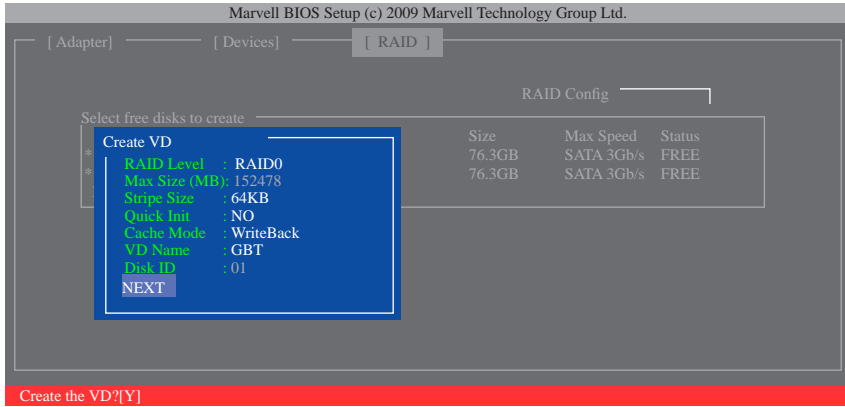 Marvell BIOS Setup (c) 2009 Marvell Technology Group Ltd.
[ Adapter] [ Devices] [ RAID ]
RAID Config
Select free disks to create
Size Max Speed Status
* 76.3GB SATA 3Gb/s FREE
* 76.3GB SATA 3Gb/s FREE
Create VD
RAID Level : RAID0
Max Size (MB): 152478
Stripe Size : 64KB
Quick Init : NO
Cache Mode : WriteBack
VD Name : GBT
Disk ID : 01
NEXT
Create the VD?[Y]